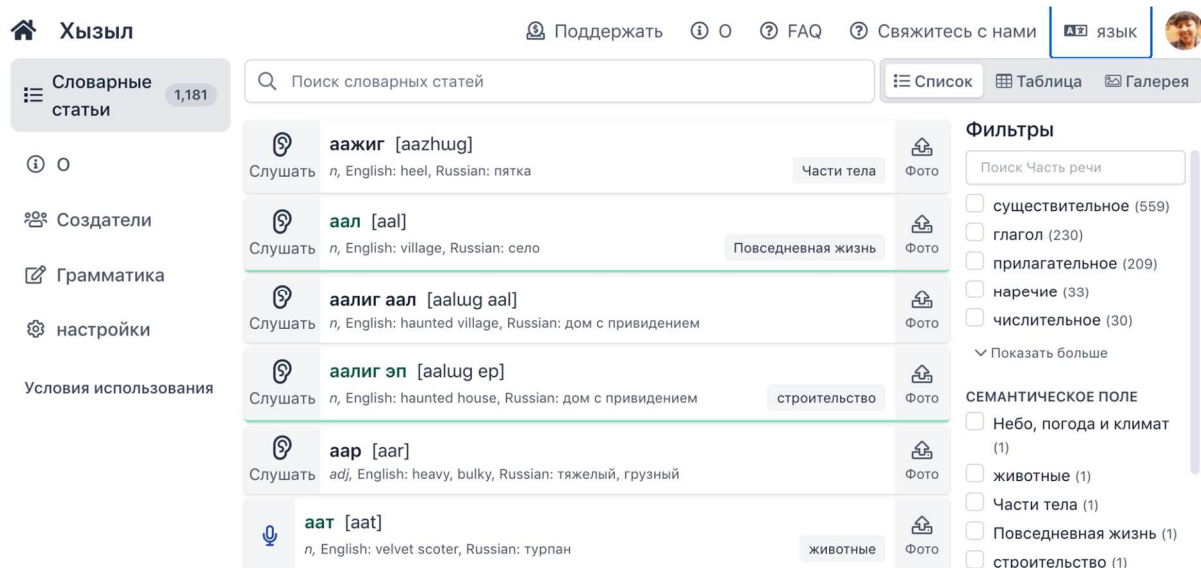 Хызыл
Поддержать
О
FAQ
Свяжитесь с нами
язык
Словарные
статьи
1,181
О
Создатели
Грамматика
настройки
Условия использования
Поиск словарных статей
Список
Таблица
Галерея
Слушать
аажиг [aazhɯg]
n, English: heel, Russian: пятка
Части тела
Фото
Слушать
аал [aal]
n, English: village, Russian: село
Повседневная жизнь
Фото
Слушать
аалиг аал [aalɯg aal]
n, English: haunted village, Russian: дом с привидением
Фото
Слушать
аалиг эп [aalɯg ep]
n, English: haunted house, Russian: дом с привидением
строительство
Фото
Слушать
аар [aar]
adj, English: heavy, bulky, Russian: тяжелый, грузный
Фото
аат [aat]
n, English: velvet scoter, Russian: турпан
животные
Фото
Фильтры
Поиск Часть речи
существительное (559)
глагол (230)
прилагательное (209)
наречие (33)
числительное (30)
Показать больше
СЕМАНТИЧЕСКОЕ ПОЛЕ
Небо, погода и климат
(1)
животные (1)
Части тела (1)
Повседневная жизнь (1)
строительство (1)